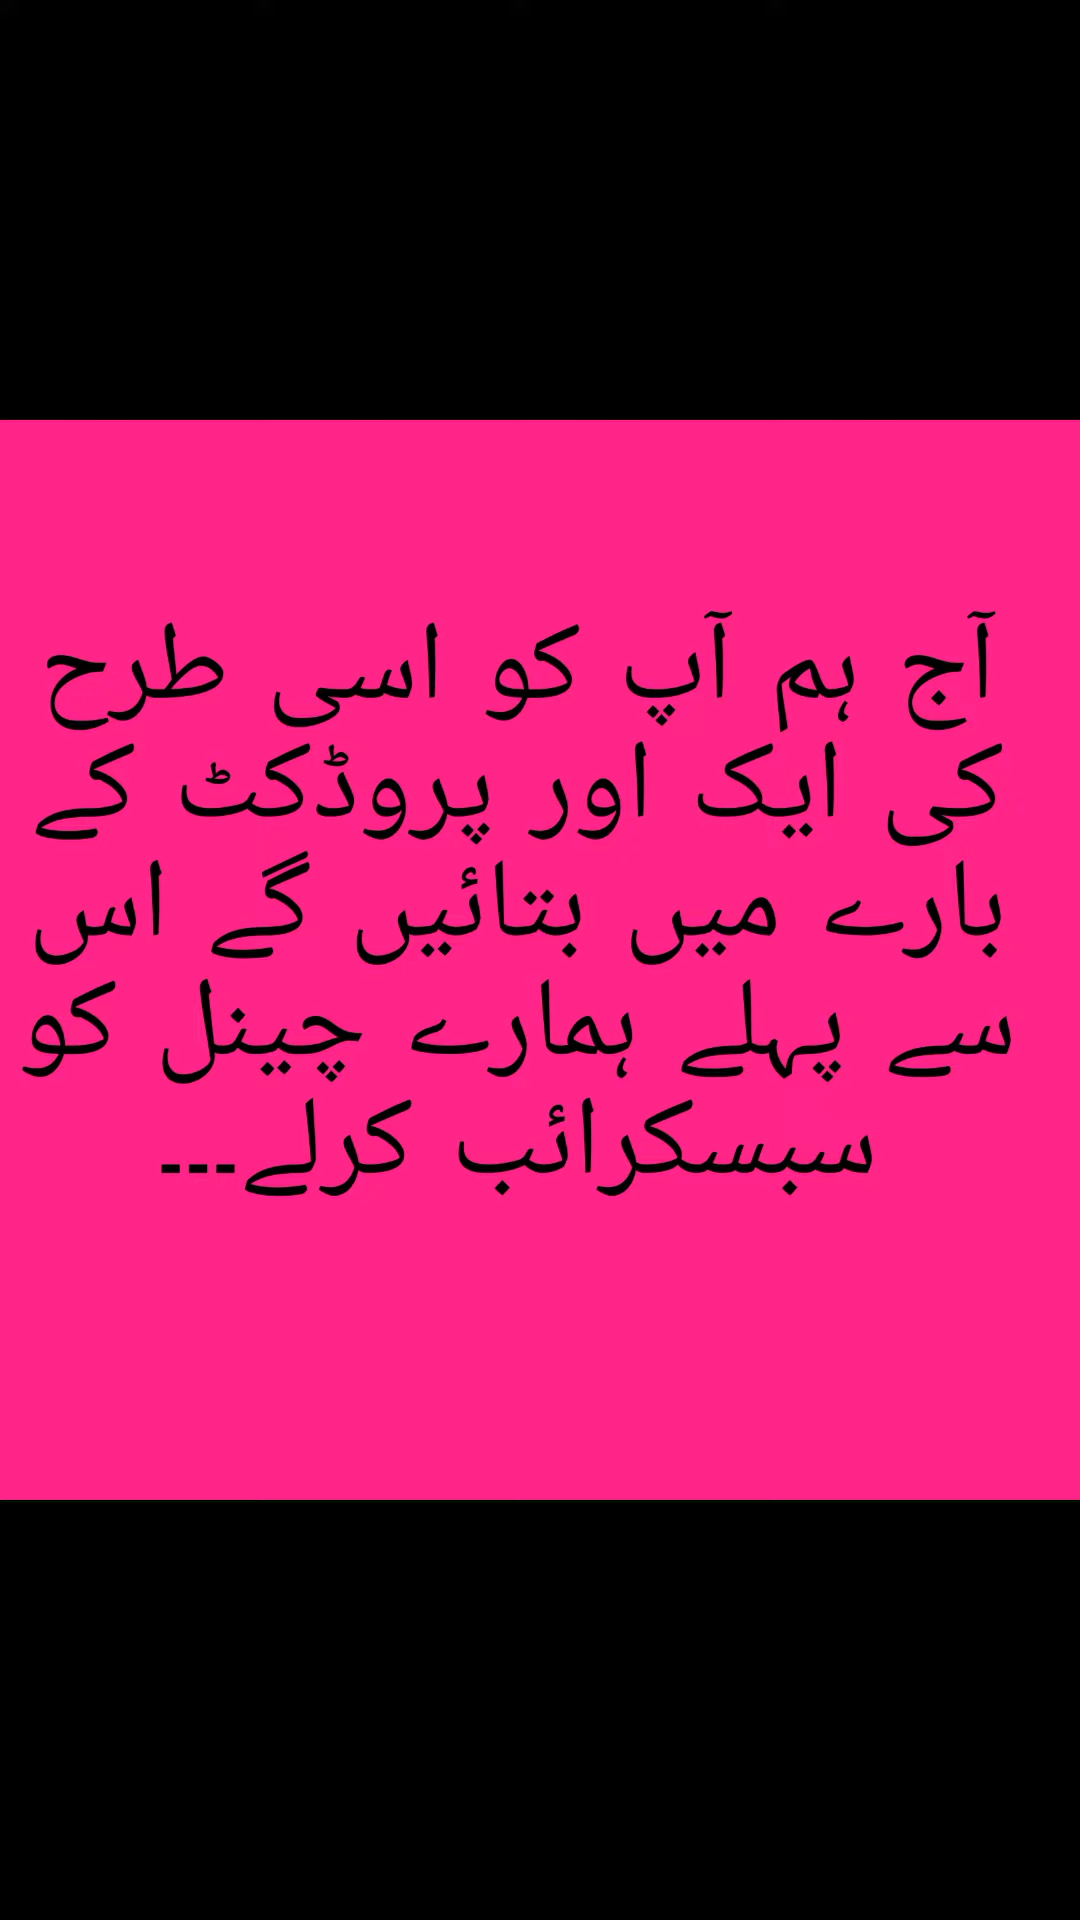 آج ہم آپ کو اسی طرح
کی ایک اور پروڈکٹ کے
بارے میں بتائیں گے اس
سے پہلے ہمارے چینل کو
سبسکرائب کرلے---